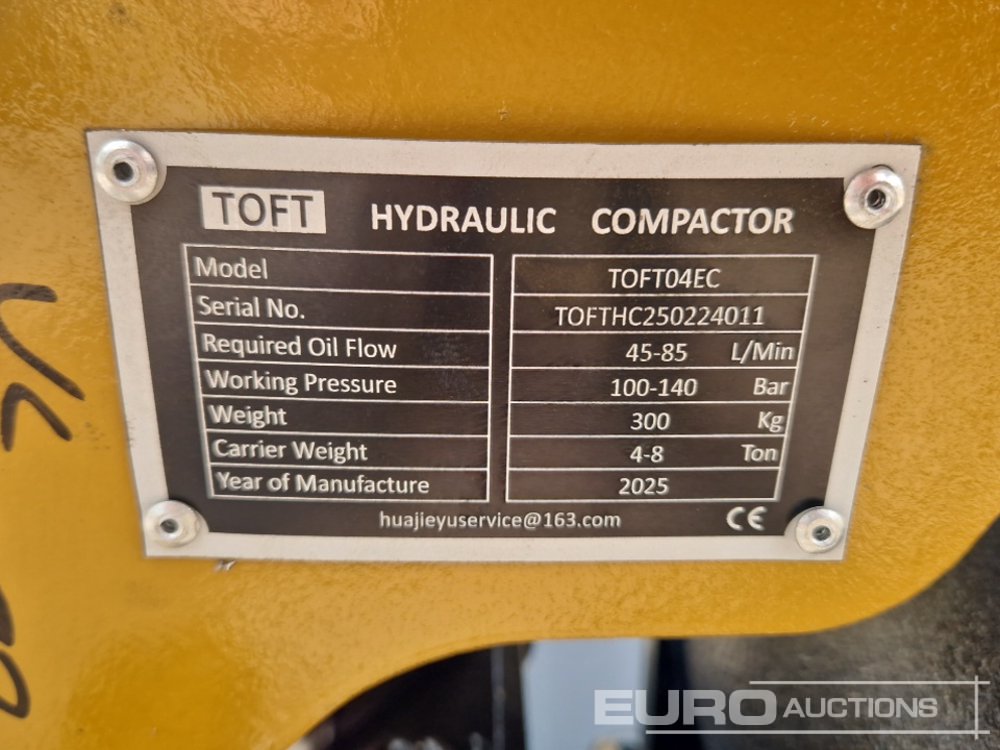 TOFT HYDRAULIC COMPACTOR
Model TOFT04EC
Serial No. TOFTHC250224011
Required Oil Flow 45-85 L/Min
Working Pressure 100-140 Bar
Weight 300 Kg
Carrier Weight 4-8 Ton
Year of Manufacture 2025
huajieyuservice@163.com CE
EURO AUCTIONS